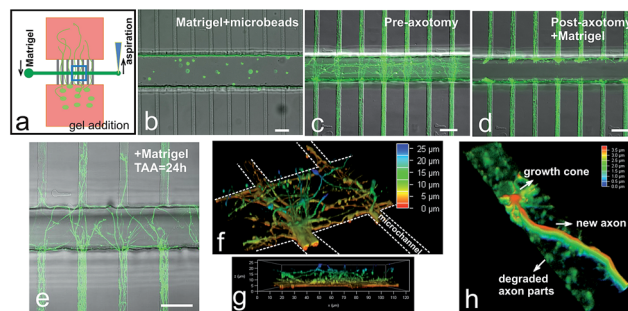 Matrigel
aspiration
gel addition
a
Matrigel+microbeads
b
Pre-axotomy
c
Post-axotomy
+Matrigel
d
+Matrigel
TAA=24h
e
25 µm
20 µm
15 µm
10 µm
5 µm
0 µm
microchannel
f
g
3.5 µm
3.0 µm
2.5 µm
2.0 µm
1.5 µm
1.0 µm
0.5 µm
0.0 µm
growth cone
new axon
degraded
axon parts
h